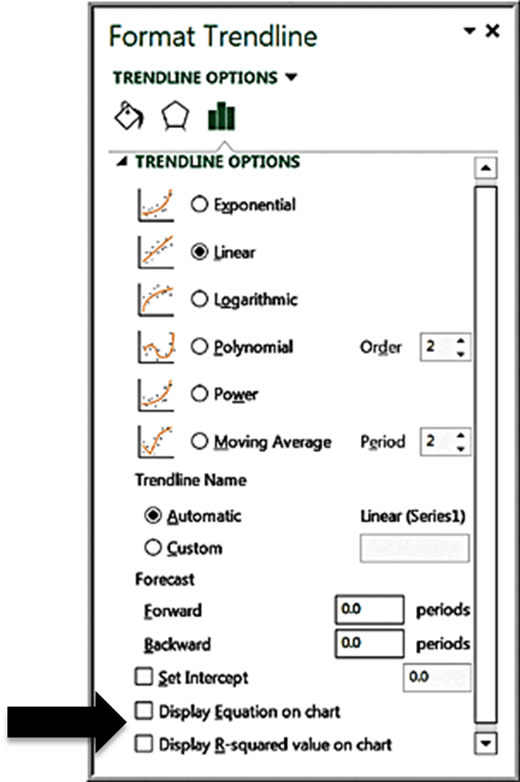 Format Trendline
TRENDLINE OPTIONS
TRENDLINE OPTIONS
Exponential
Linear
Logarithmic
Polynomial Order 2
Power
Moving Average Period 2
Trendline Name
Automatic Linear (Series1)
Custom
Forecast
Forward 0.0 periods
Backward 0.0 periods
Set Intercept 0.0
Display Equation on chart
Display R-squared value on chart